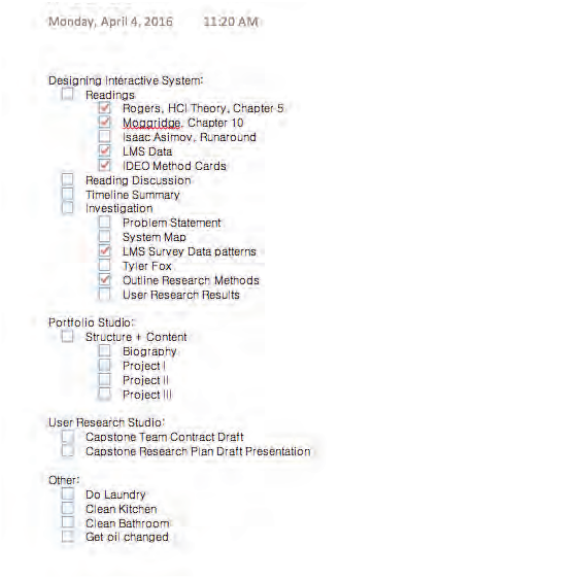 Monday, April 4, 2016 11:20 AM
Designing Interactive System:
Readings
Rogers, HCI Theory, Chapter 5
Moggridge, Chapter 10
Isaac Asimov, Runaround
LMS Data
IDEO Method Cards
Reading Discussion
Timeline Summary
Investigation
Problem Statement
System Map
LMS Survey Data patterns
Tyler Fox
Outline Research Methods
User Research Results
Portfolio Studio:
Structure + Content
Biography
Project I
Project II
Project III
User Research Studio:
Capstone Team Contract Draft
Capstone Research Plan Draft Presentation
Other:
Do Laundry
Clean Kitchen
Clean Bathroom
Get oil changed